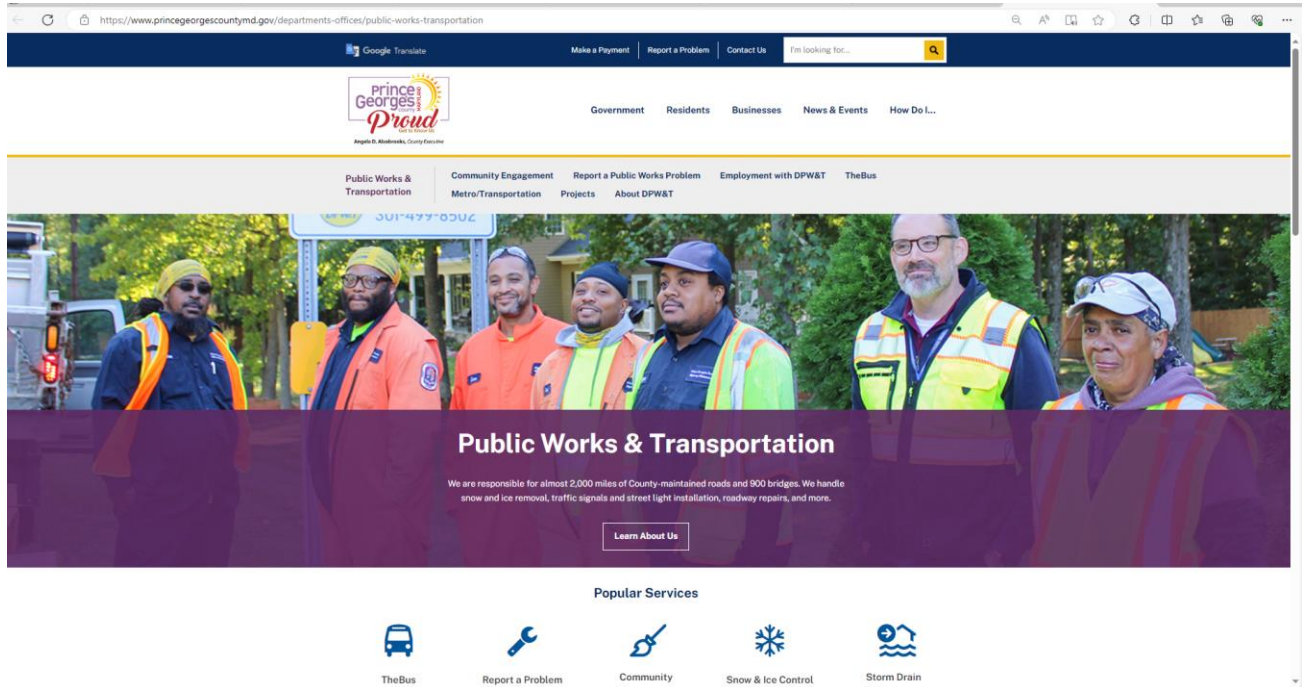 https://www.princegeorgescountymd.gov/departments-offices/public-works-transportation
Google Translate
Make a Payment
Report a Problem
Contact Us
I'm looking for...
Prince
George's
COUNTY
MARYLAND
Proud
Get to Know Us
Angela D. Alsobrooks, County Executive
Government
Residents
Businesses
News & Events
How Do I...
Public Works &
Transportation
Community Engagement
Report a Public Works Problem
Employment with DPW&T
TheBus
Metro/Transportation
Projects
About DPW&T
301-499-8502
Public Works & Transportation
We are responsible for almost 2,000 miles of County-maintained roads and 900 bridges. We handle
snow and ice removal, traffic signals and street light installation, roadway repairs, and more.
Learn About Us
Popular Services
TheBus
Report a Problem
Community
Snow & Ice Control
Storm Drain